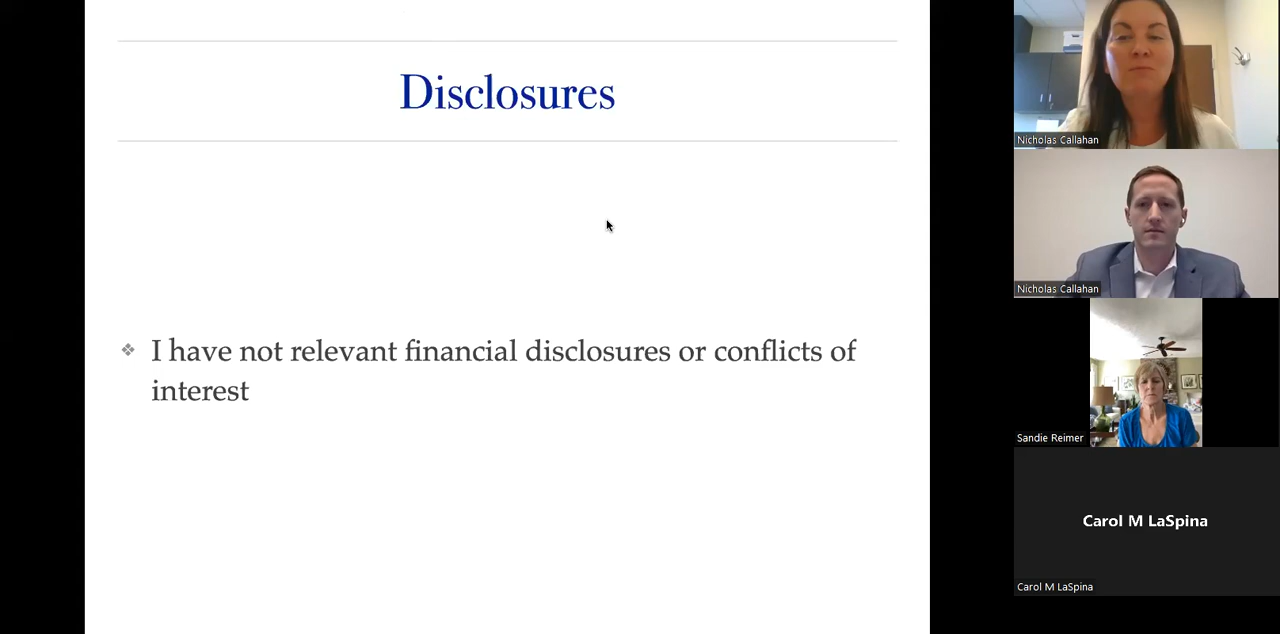 Disclosures
I have not relevant financial disclosures or conflicts of
interest
Nicholas Callahan
Nicholas Callahan
Sandie Reimer
Carol M LaSpina
Carol M LaSpina